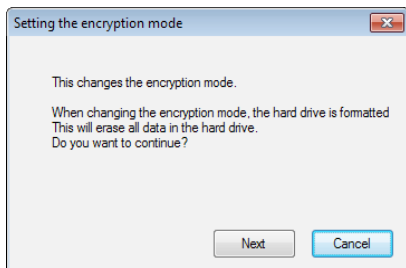 Setting the encryption mode
This changes the encryption mode.
When changing the encryption mode, the hard drive is formatted
This will erase all data in the hard drive.
Do you want to continue?
Next
Cancel